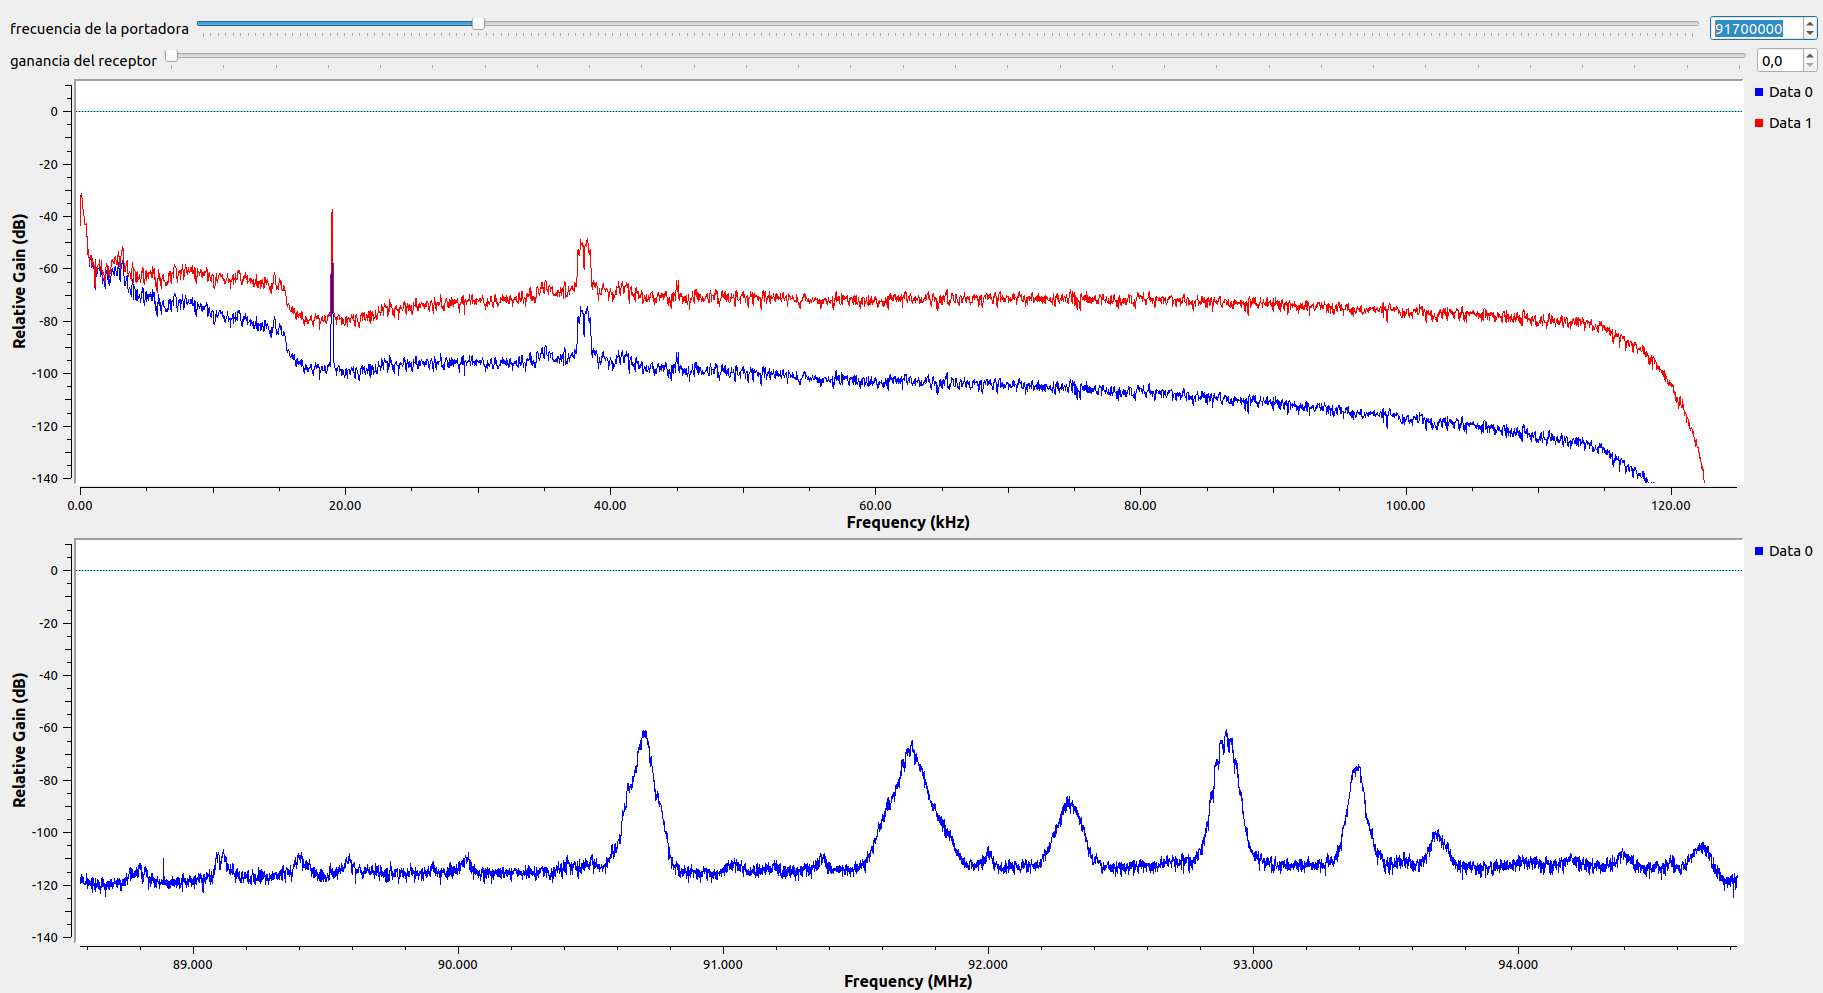 frecuencia de la portadora 91700000
ganancia del receptor 0,0
Data 0
Data 1
Relative Gain (dB)
0
-20
-40
-60
-80
-100
-120
-140
0.00 20.00 40.00 60.00 80.00 100.00 120.00
Frequency (kHz)
Data 0
Relative Gain (dB)
0
-20
-40
-60
-80
-100
-120
-140
89.000 90.000 91.000 92.000 93.000 94.000
Frequency (MHz)